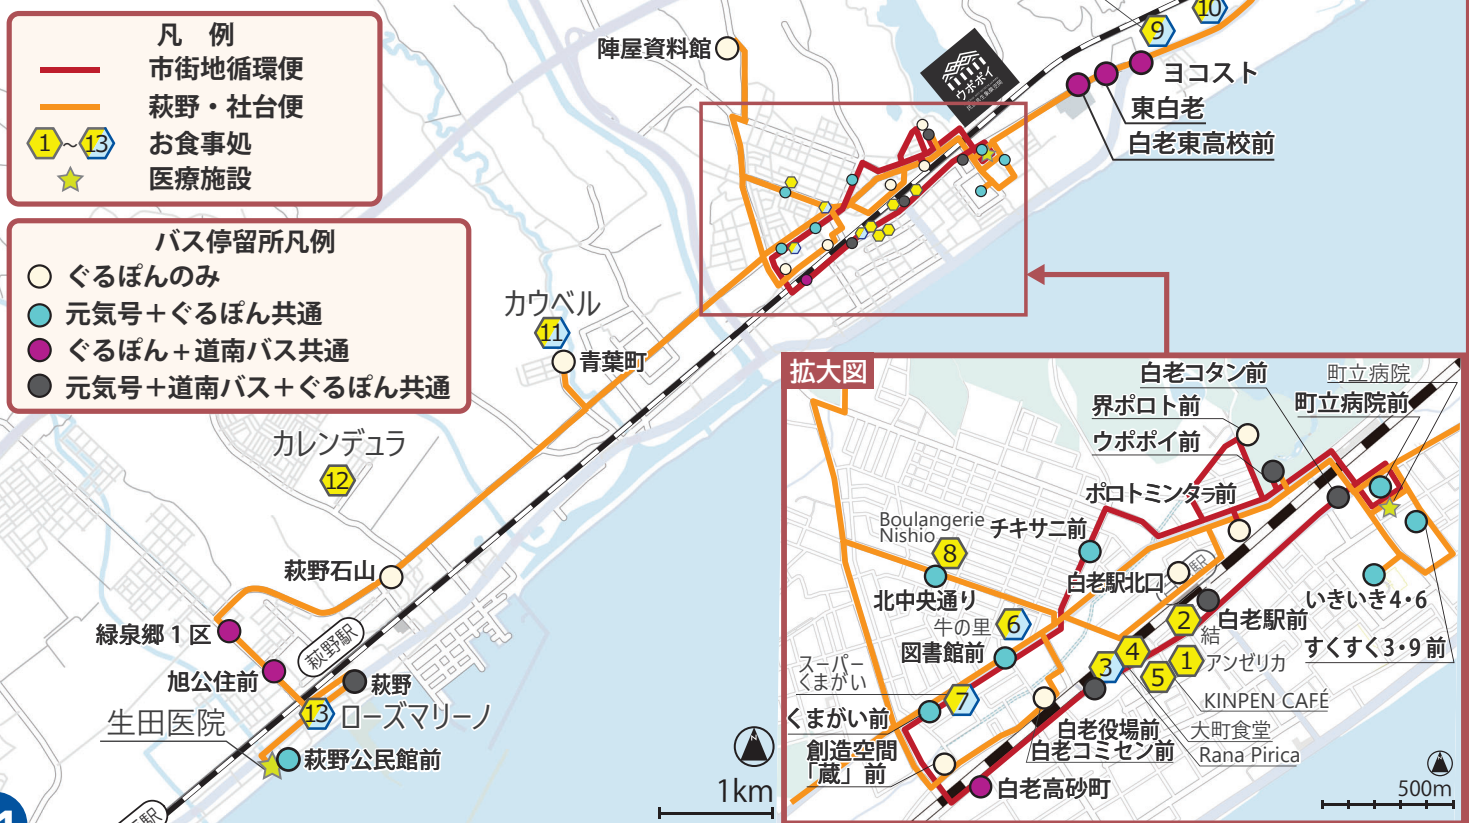 凡 例
市街地循環便
萩野・社台便
1～13 お食事処
医療施設
バス停留所凡例
ぐるぽんのみ
元気号＋ぐるぽん共通
ぐるぽん＋道南バス共通
元気号＋道南バス＋ぐるぽん共通
陣屋資料館
ウポポイ
9
10
ヨコスト
東白老
白老東高校前
カウベル
11
青葉町
カレンデュラ
12
萩野石山
緑泉郷1区
萩野駅
旭公住前
萩野
13
ローズマリーノ
生田医院
萩野公民館前
駅
1km
拡大図
白老コタン前
町立病院
界ポロト前
町立病院前
ウポポイ前
ポロトミンタㇻ前
Boulangerie
Nishio
チキサニ前
8
北中央通り
駅
白老駅北口
いきいき4・6
牛の里
6
図書館前
2
白老駅前
結
すくすく3・9前
4
3
1
アンゼリカ
5
スーパー
くまがい
7
KINPEN CAFÉ
くまがい前
白老役場前
大町食堂
創造空間
「蔵」前
白老コミセン前
Rana Pirica
白老高砂町
500m